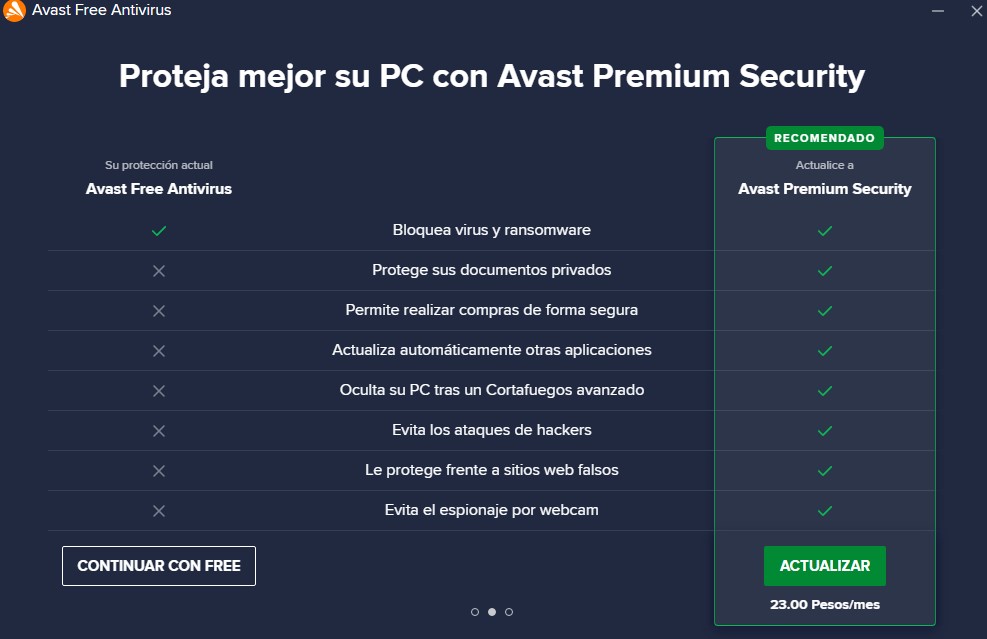 Avast Free Antivirus
Proteja mejor su PC con Avast Premium Security
RECOMENDADO
Su protección actual
Actualice a
Avast Free Antivirus
Avast Premium Security
Bloquea virus y ransomware
Protege sus documentos privados
Permite realizar compras de forma segura
Actualiza automáticamente otras aplicaciones
Oculta su PC tras un Cortafuegos avanzado
Evita los ataques de hackers
Le protege frente a sitios web falsos
Evita el espionaje por webcam
CONTINUAR CON FREE
ACTUALIZAR
23.00 Pesos/mes